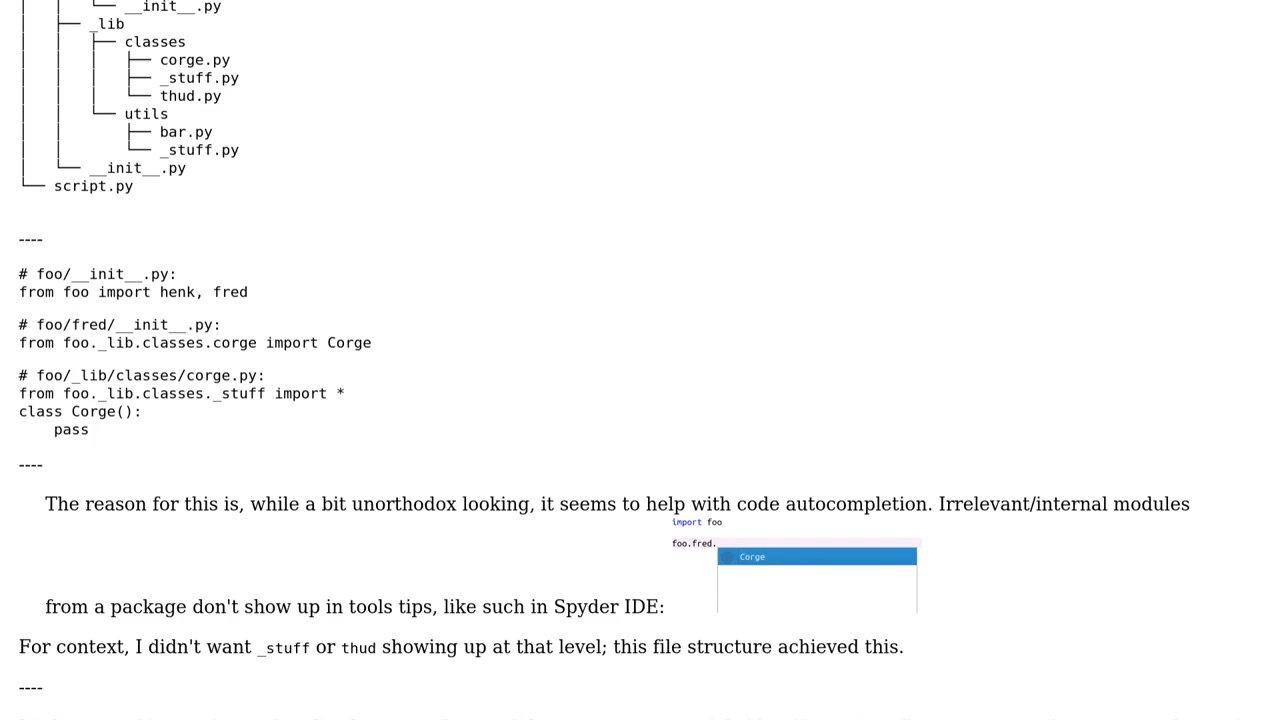 │   │   └── __init__.py
│   ├── _lib
│   │   ├── classes
│   │   │   ├── corge.py
│   │   │   ├── _stuff.py
│   │   │   └── thud.py
│   │   └── utils
│   │       ├── bar.py
│   │       └── _stuff.py
│   └── __init__.py
└── script.py
----
# foo/__init__.py:
from foo import henk, fred
# foo/fred/__init__.py:
from foo._lib.classes.corge import Corge
# foo/_lib/classes/corge.py:
from foo._lib.classes._stuff import *
class Corge():
    pass
----
The reason for this is, while a bit unorthodox looking, it seems to help with code autocompletion. Irrelevant/internal modules
import foo
foo.fred.
Corge
from a package don't show up in tools tips, like such in Spyder IDE:
For context, I didn't want _stuff or thud showing up at that level; this file structure achieved this.
----